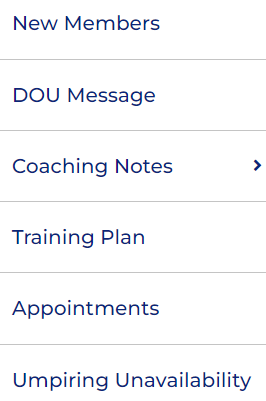 New Members
DOU Message
Coaching Notes
Training Plan
Appointments
Umpiring Unavailability